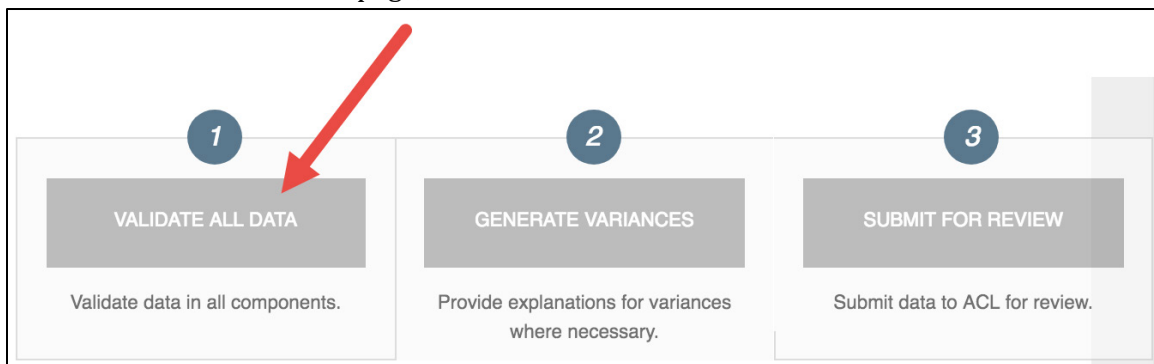 1
2
3
VALIDATE ALL DATA
GENERATE VARIANCES
SUBMIT FOR REVIEW
Validate data in all components.
Provide explanations for variances
where necessary.
Submit data to ACL for review.